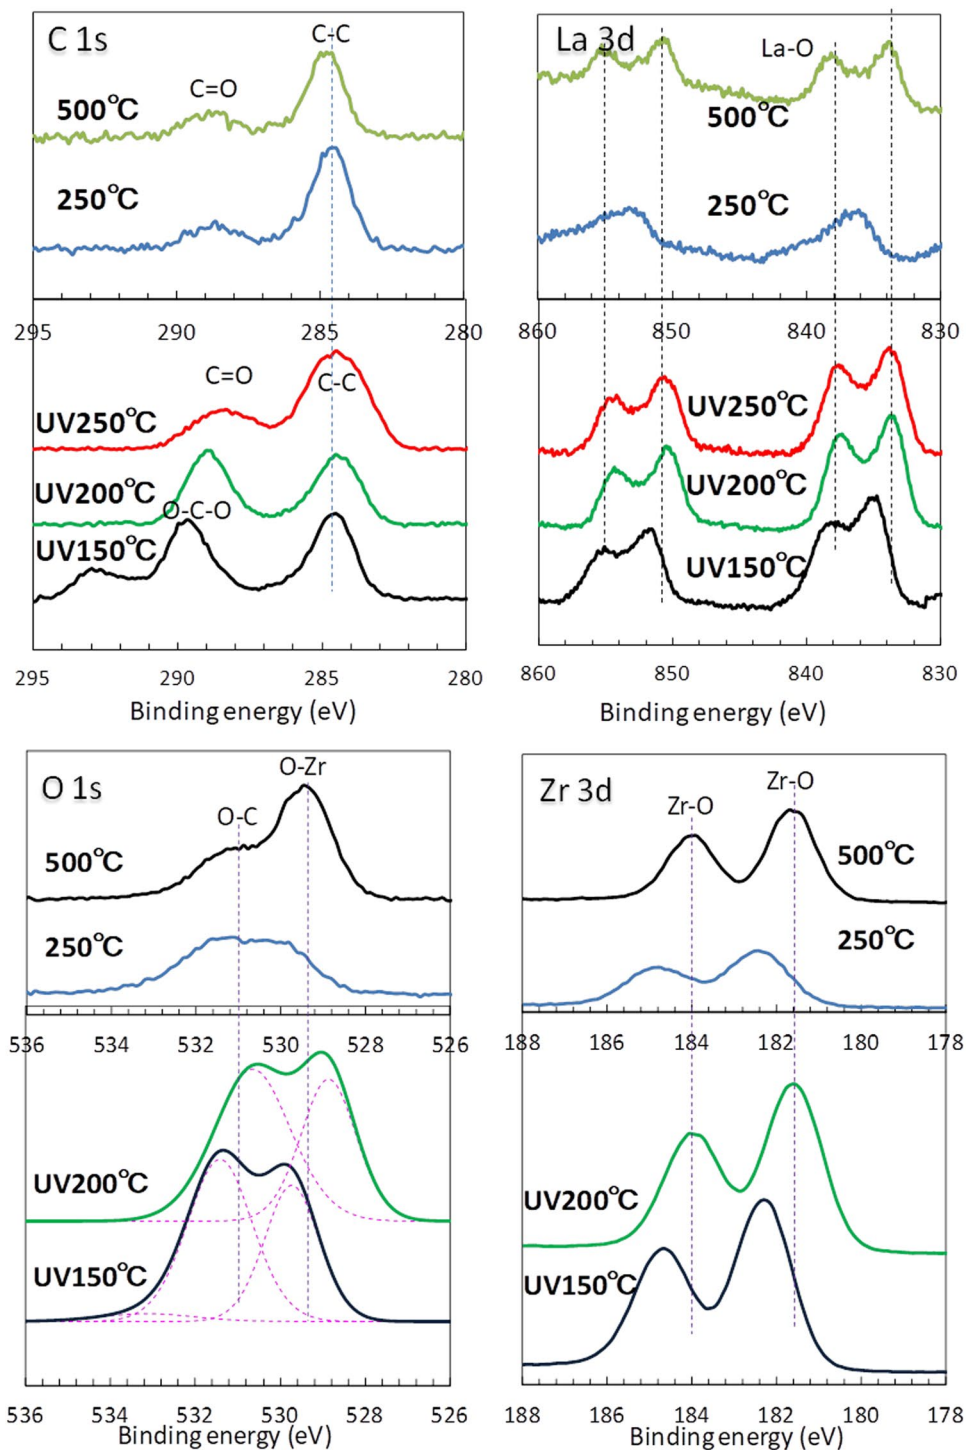 C 1s
C-C
C=O
500℃
250℃
295 290 285 280
C=O
C-C
UV250℃
UV200℃
O-C-O
UV150℃
295 290 285 280
Binding energy (eV)
La 3d
La-O
500℃
250℃
860 850 840 830
UV250℃
UV200℃
UV150℃
860 850 840 830
Binding energy (eV)
O 1s
O-Zr
O-C
500℃
250℃
536 534 532 530 528 526
UV200℃
UV150℃
536 534 532 530 528 526
Binding energy (eV)
Zr 3d
Zr-O
Zr-O
500℃
250℃
188 186 184 182 180 178
UV200℃
UV150℃
188 186 184 182 180 178
Binding energy (eV)